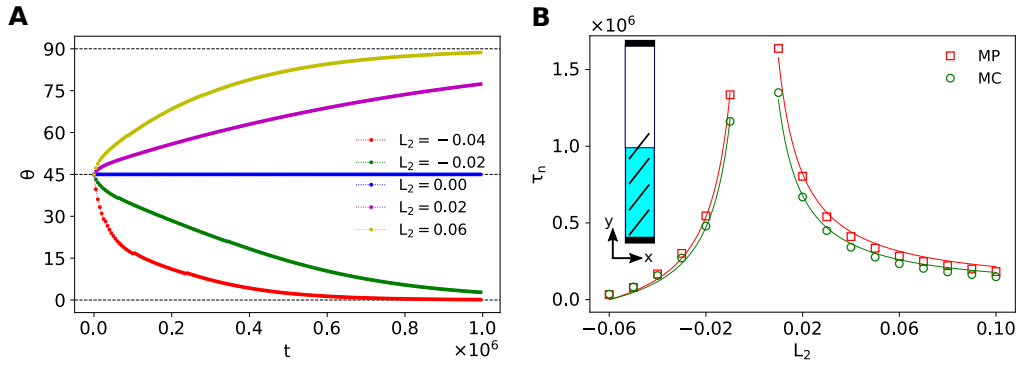 A
90
75
60
45
30
15
0
θ
L₂ = −0.04
L₂ = −0.02
L₂ = 0.00
L₂ = 0.02
L₂ = 0.06
0.0 0.2 0.4 0.6 0.8 1.0
×10⁶
t
B
×10⁶
1.5
1.0
0.5
0.0
τₙ
MP
MC
y
x
−0.06 −0.02 0.02 0.06 0.10
L₂